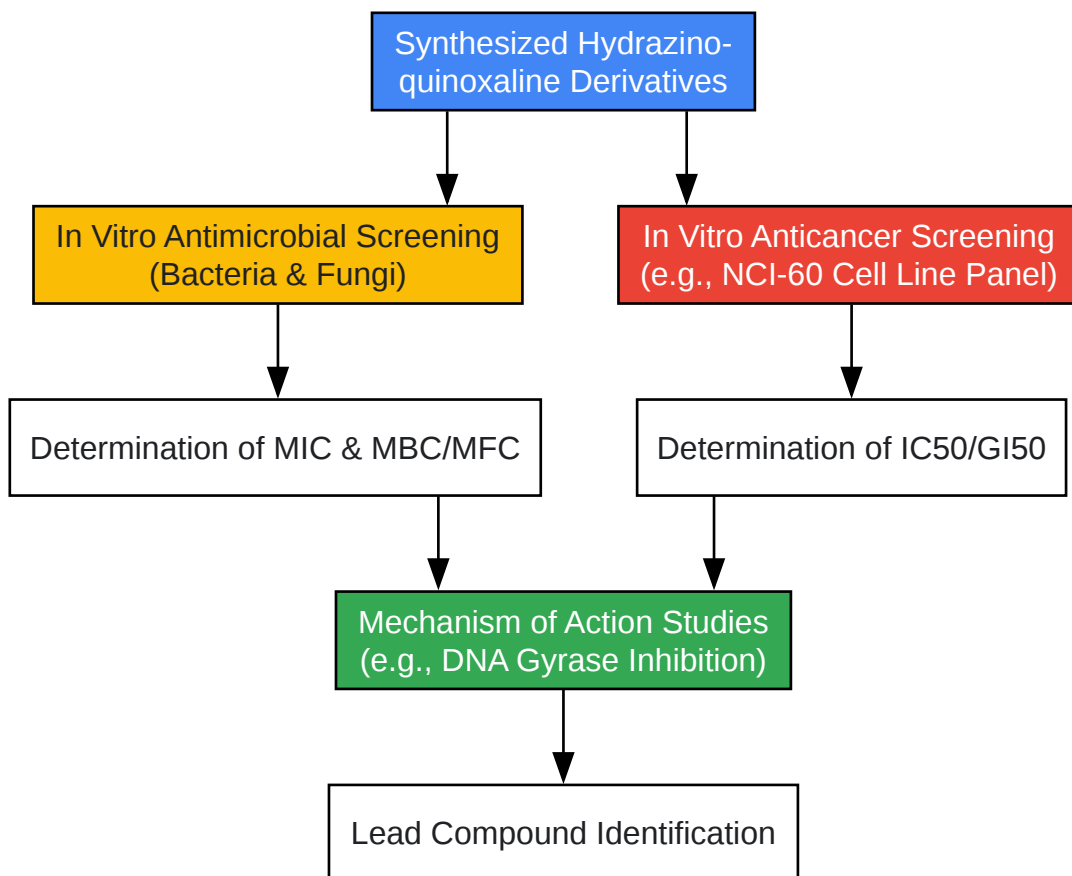 Synthesized Hydrazino-
quinoxaline Derivatives
In Vitro Antimicrobial Screening
(Bacteria & Fungi)
In Vitro Anticancer Screening
(e.g., NCI-60 Cell Line Panel)
Determination of MIC & MBC/MFC
Determination of IC50/GI50
Mechanism of Action Studies
(e.g., DNA Gyrase Inhibition)
Lead Compound Identification